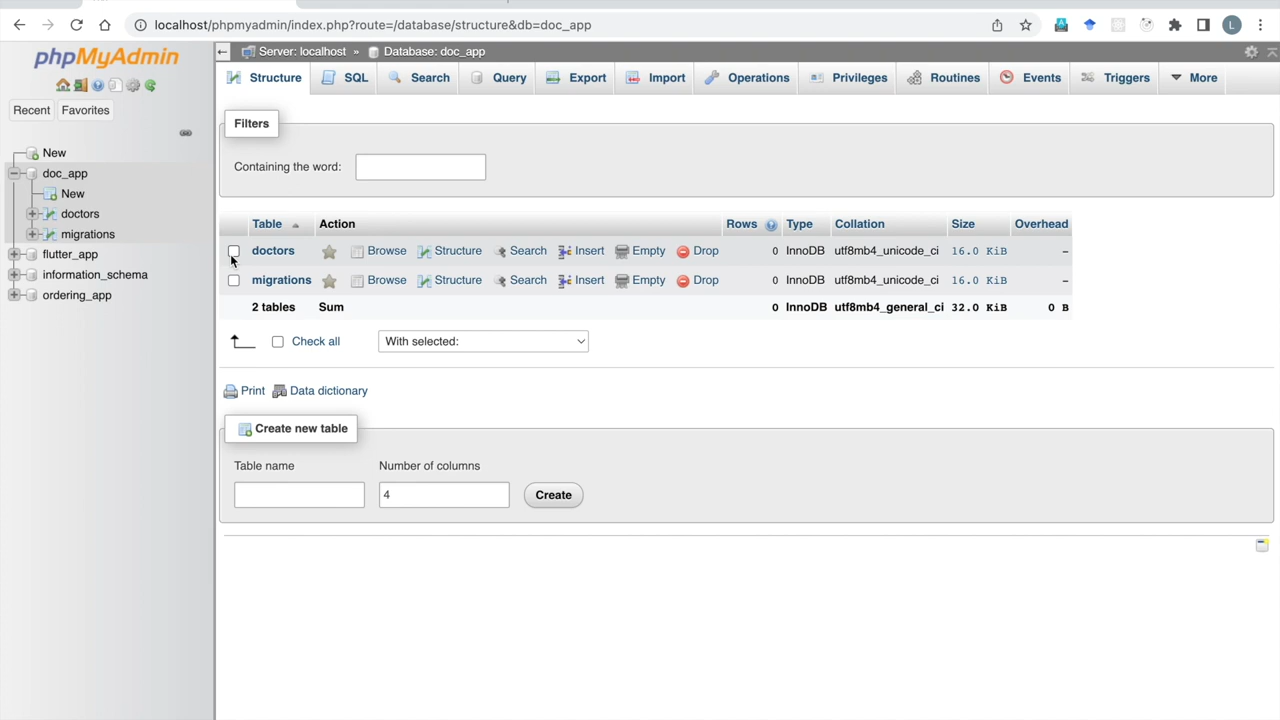 localhost/phpmyadmin/index.php?route=/database/structure&db=doc_app
L
phpMyAdmin
Recent Favorites
New
doc_app
New
doctors
migrations
flutter_app
information_schema
ordering_app
Server: localhost » Database: doc_app
Structure SQL Search Query Export Import Operations Privileges Routines Events Triggers More
Filters
Containing the word:
Table Action Rows Type Collation Size Overhead
doctors Browse Structure Search Insert Empty Drop 0 InnoDB utf8mb4_unicode_ci 16.0 KiB –
migrations Browse Structure Search Insert Empty Drop 0 InnoDB utf8mb4_unicode_ci 16.0 KiB –
2 tables Sum 0 InnoDB utf8mb4_general_ci 32.0 KiB 0 B
Check all With selected:
Print Data dictionary
Create new table
Table name Number of columns
4 Create